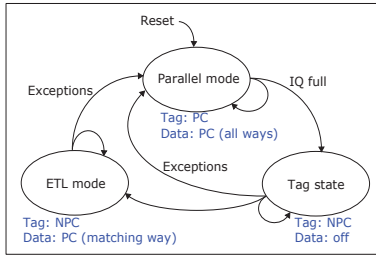 Reset
Parallel mode
IQ full
Exceptions
Tag: PC
Data: PC (all ways)
Exceptions
ETL mode
Tag state
Tag: NPC
Data: PC (matching way)
Tag: NPC
Data: off